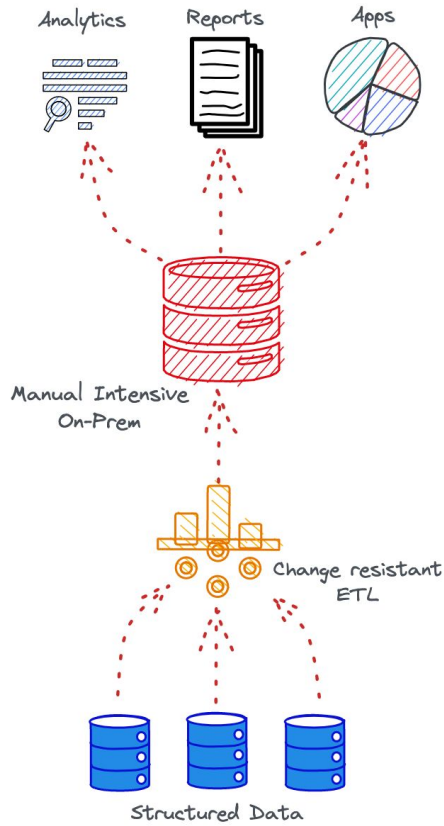 Analytics
Reports
Apps
Manual Intensive
On-Prem
Change resistant
ETL
Structured Data